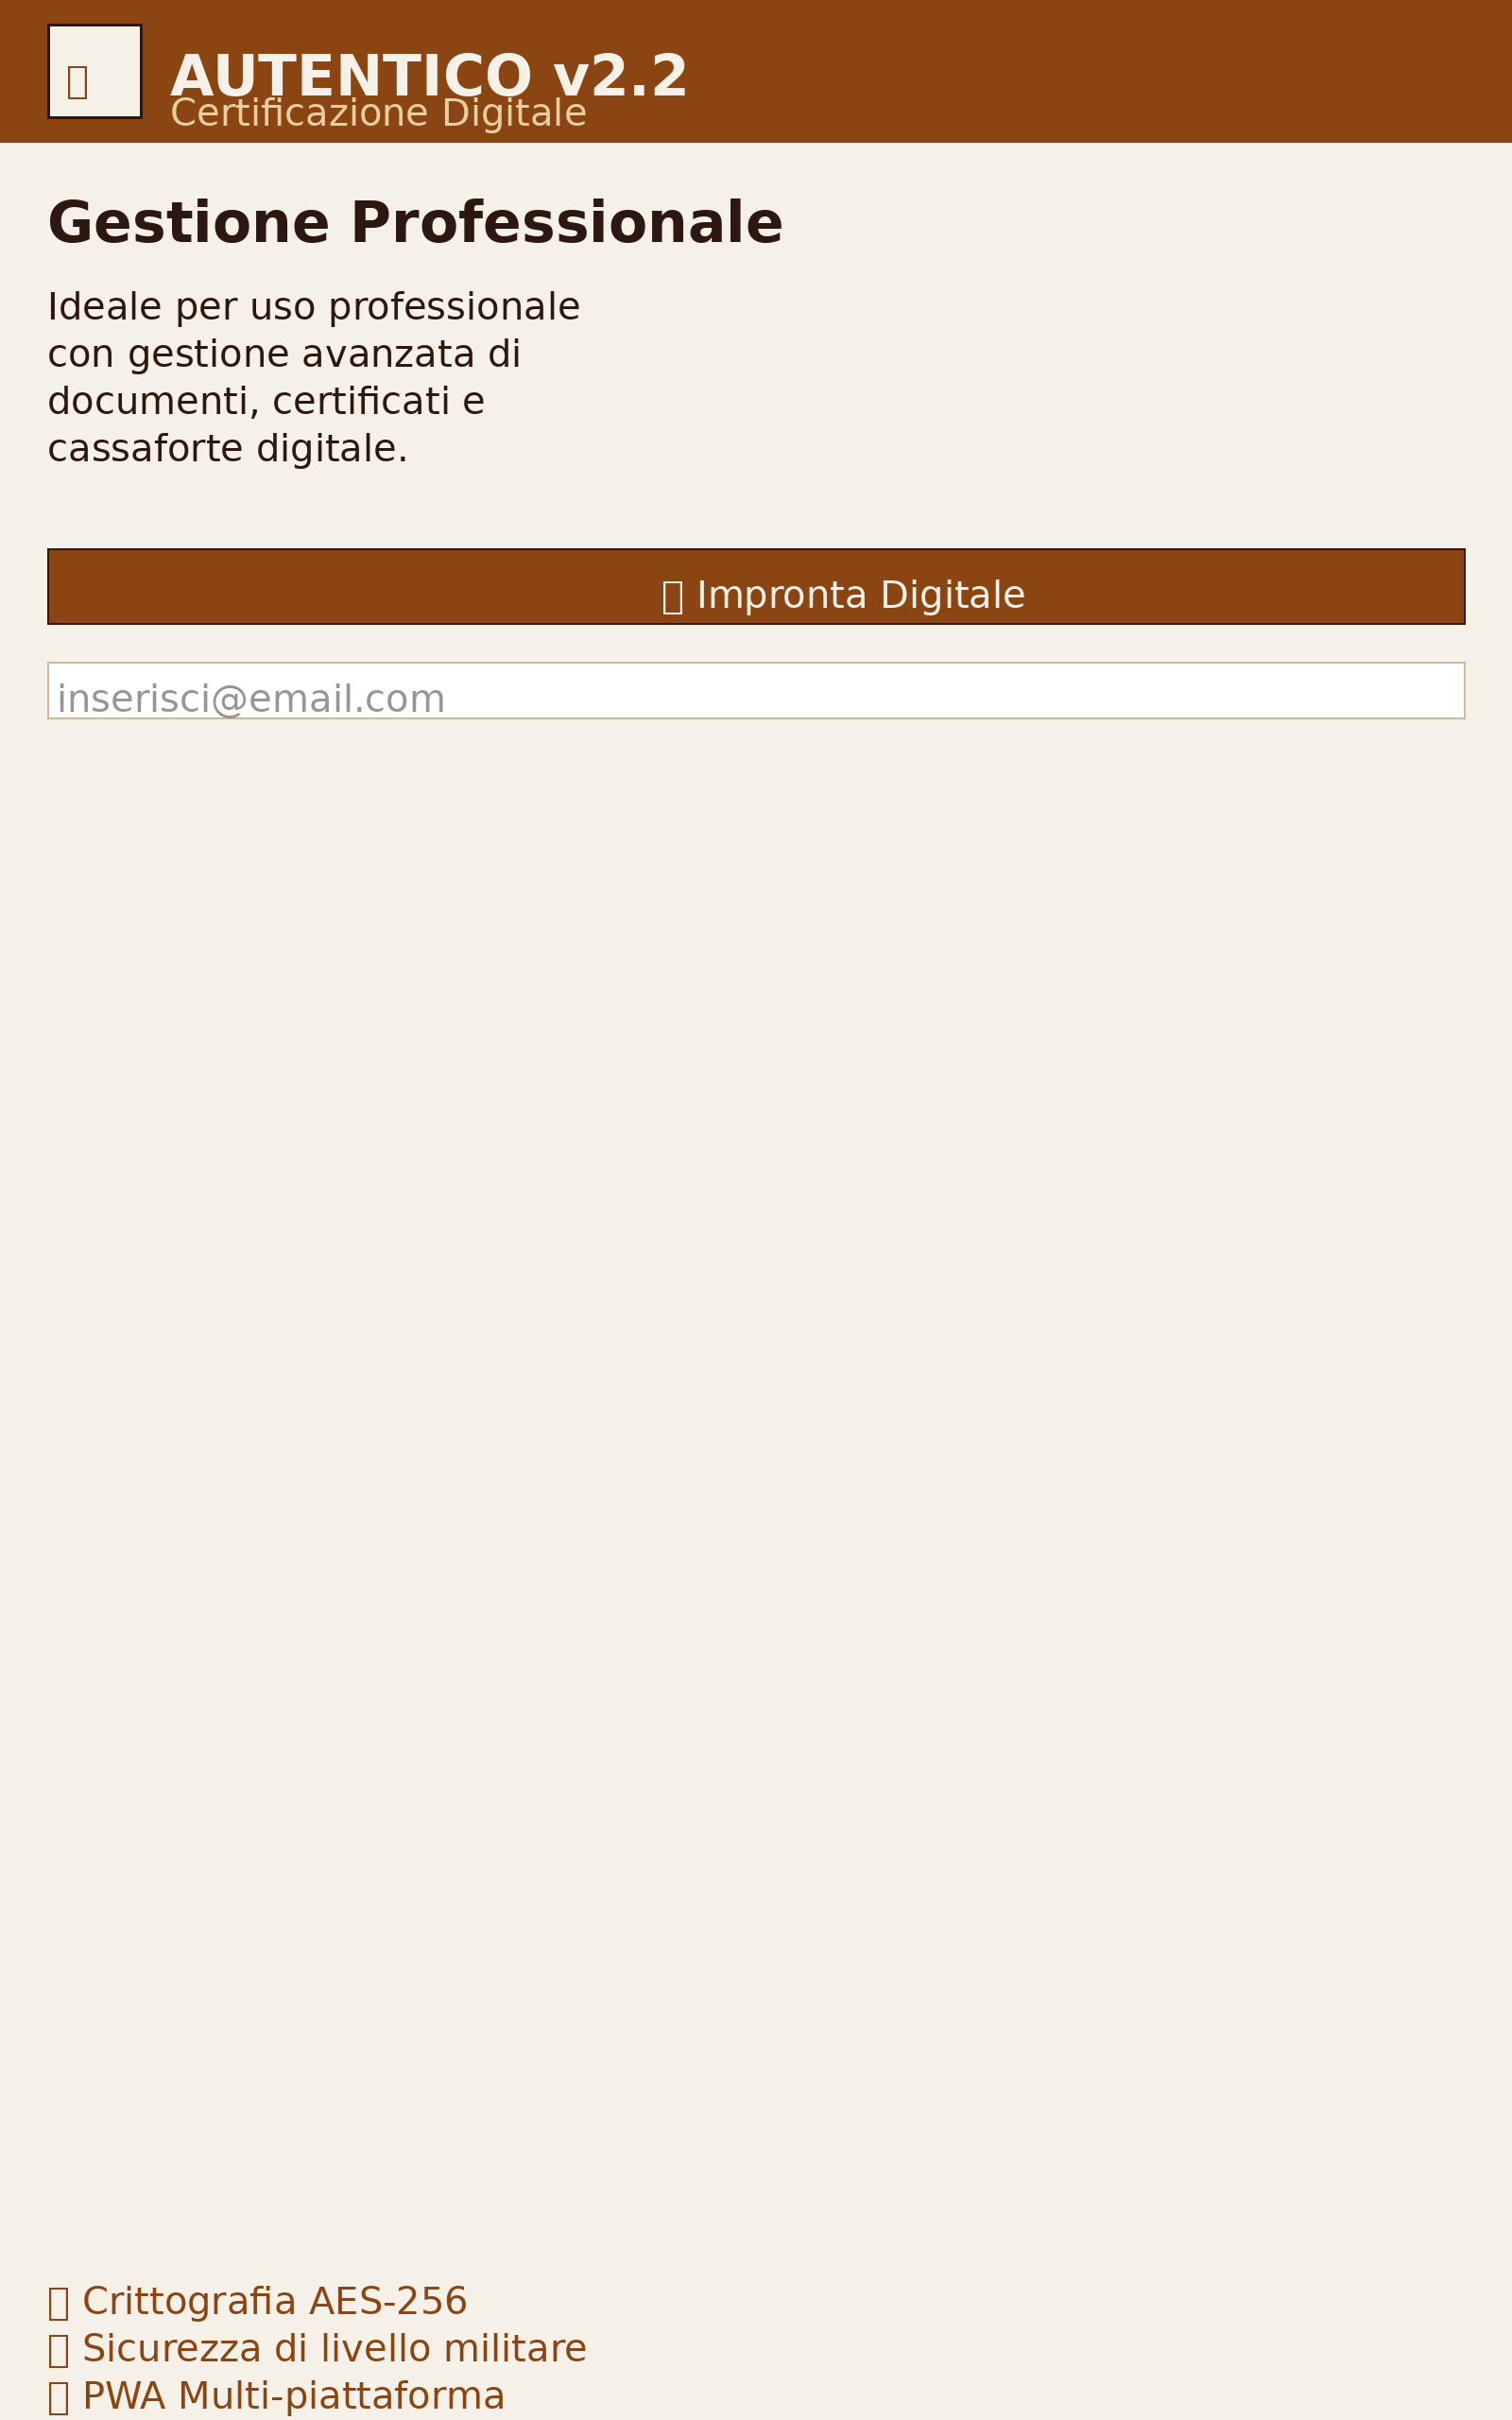 AUTENTICO v2.2
Certificazione Digitale
Gestione Professionale
Ideale per uso professionale
con gestione avanzata di
documenti, certificati e
cassaforte digitale.
Impronta Digitale
inserisci@email.com
Crittografia AES-256
Sicurezza di livello militare
PWA Multi-piattaforma